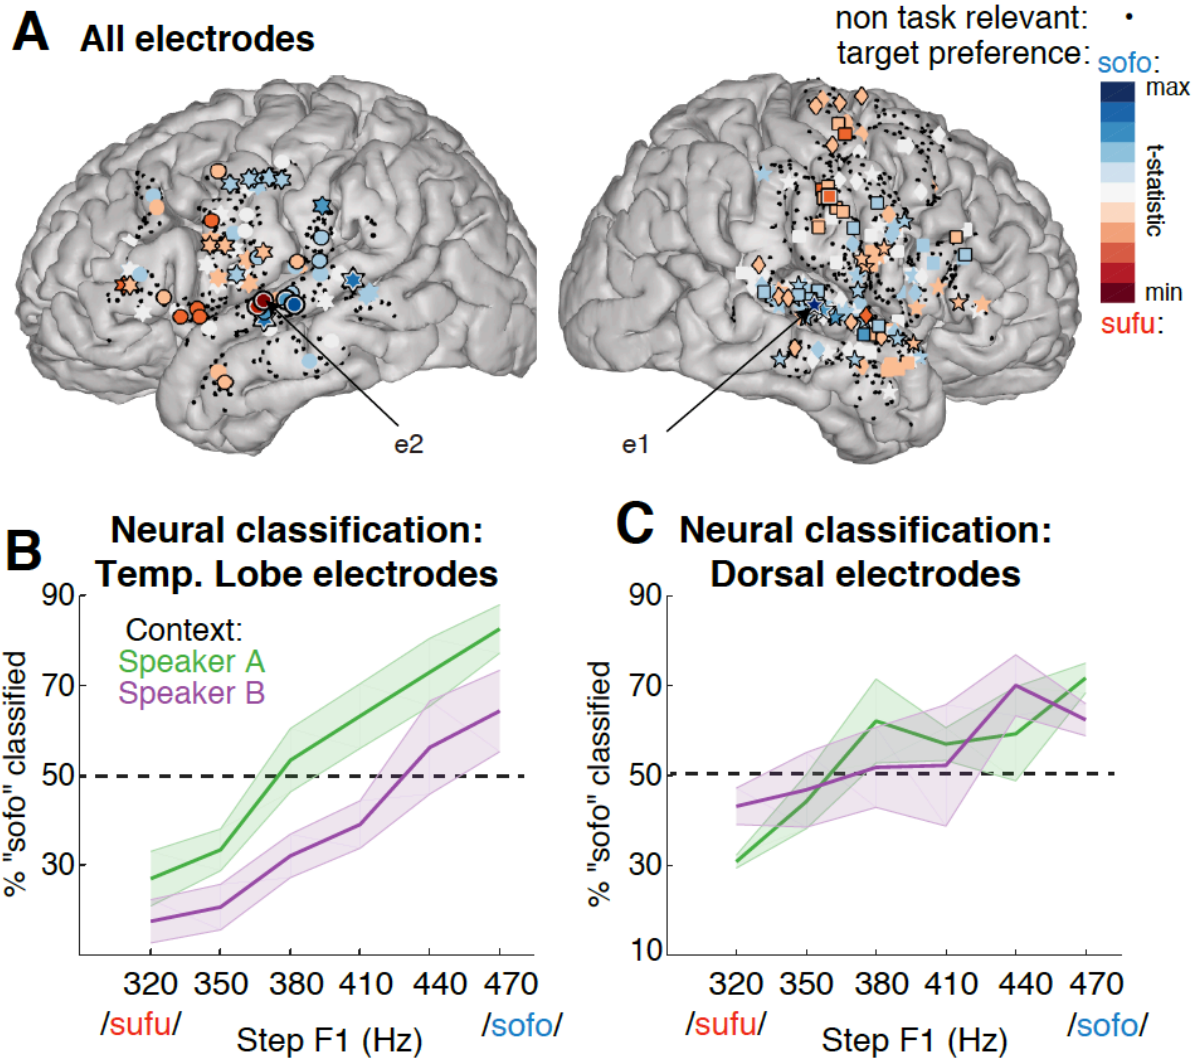 A All electrodes
non task relevant: •
target preference:
sofo:
max
t-statistic
min
sufu:
e2
e1
B Neural classification:
Temp. Lobe electrodes
90
70
50
30
% "sofo" classified
Context:
Speaker A
Speaker B
320 350 380 410 440 470
/sufu/ Step F1 (Hz) /sofo/
C Neural classification:
Dorsal electrodes
90
70
50
30
10
% "sofo" classified
320 350 380 410 440 470
/sufu/ Step F1 (Hz) /sofo/